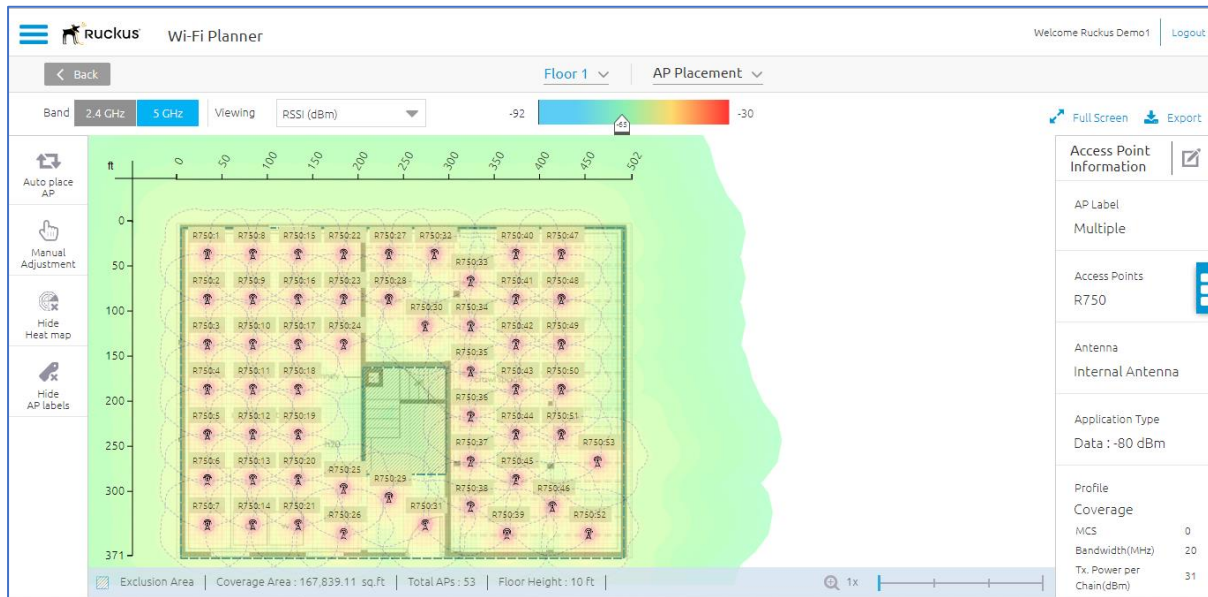 RUCKUS Wi-Fi Planner
Welcome Ruckus Demo1 Logout
Back
Floor 1 AP Placement
Band 2.4 GHz 5 GHz Viewing RSSI (dBm) -92 -65 -30
Full Screen Export
Auto place
AP
Manual
Adjustment
Hide
Heat map
Hide
AP labels
ft 0 50 100 150 200 250 300 350 400 450 502
0
50
100
150
200
250
300
371
R750:1 R750:8 R750:15 R750:22 R750:27 R750:32 R750:40 R750:47
R750:33
R750:2 R750:9 R750:16 R750:23 R750:28 R750:41 R750:48
R750:30 R750:34
R750:3 R750:10 R750:17 R750:24 R750:42 R750:49
R750:35
R750:4 R750:11 R750:18 R750:43 R750:50
R750:36
R750:5 R750:12 R750:19 R750:44 R750:51
R750:37 R750:53
R750:6 R750:13 R750:20 R750:45
R750:25
R750:29 R750:38 R750:46
R750:7 R750:14 R750:21 R750:31
R750:26 R750:39 R750:52
Access Point
Information
AP Label
Multiple
Access Points
R750
Antenna
Internal Antenna
Application Type
Data : -80 dBm
Profile
Coverage
MCS 0
Bandwidth(MHz) 20
Tx. Power per
Chain(dBm) 31
Exclusion Area | Coverage Area : 167,839.11 sq.ft | Total APs : 53 | Floor Height : 10 ft |
1x